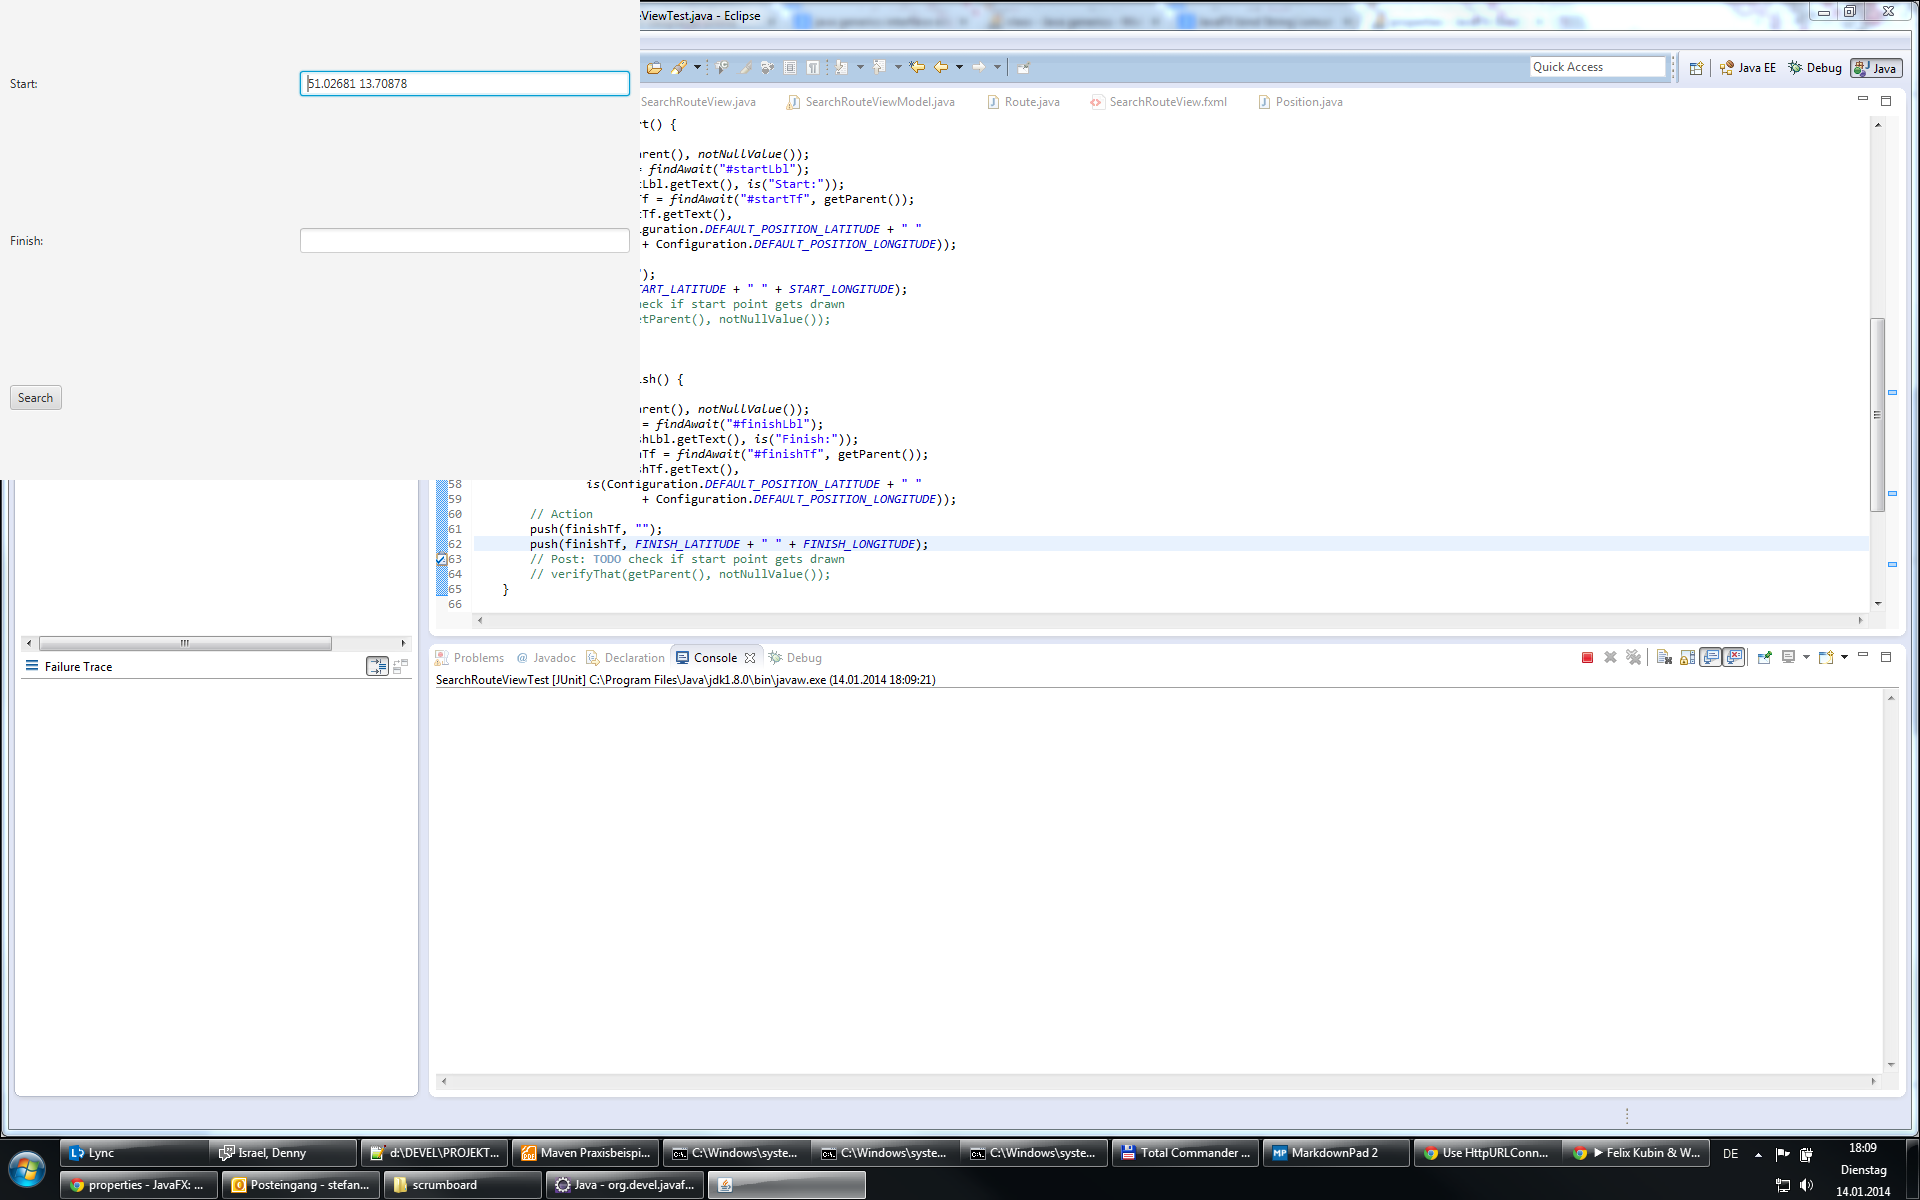 ViewTest.java - Eclipse
Start:
51.02681 13.70878
Finish:
Search
Quick Access
Java EE
Debug
Java
SearchRouteView.java
SearchRouteViewModel.java
Route.java
SearchRouteView.fxml
Position.java
rt() {
rent(), notNullValue());
= findAwait("#startLbl");
tLbl.getText(), is("Start:"));
Tf = findAwait("#startTf", getParent());
tTf.getText(),
iguration.DEFAULT_POSITION_LATITUDE + " "
+ Configuration.DEFAULT_POSITION_LONGITUDE));
");
TART_LATITUDE + " " + START_LONGITUDE);
heck if start point gets drawn
etParent(), notNullValue());
ish() {
rent(), notNullValue());
= findAwait("#finishLbl");
shLbl.getText(), is("Finish:"));
hTf = findAwait("#finishTf", getParent());
shTf.getText(),
58 is(Configuration.DEFAULT_POSITION_LATITUDE + " "
59 + Configuration.DEFAULT_POSITION_LONGITUDE));
60 // Action
61 push(finishTf, "");
62 push(finishTf, FINISH_LATITUDE + " " + FINISH_LONGITUDE);
63 // Post: TODO check if start point gets drawn
64 // verifyThat(getParent(), notNullValue());
65 }
66
Failure Trace
Problems
Javadoc
Declaration
Console
Debug
SearchRouteViewTest [JUnit] C:\Program Files\Java\jdk1.8.0\bin\javaw.exe (14.01.2014 18:09:21)
Lync
Israel, Denny
d:\DEVEL\PROJEKT...
Maven Praxisbeispi...
C:\Windows\syste...
C:\Windows\syste...
C:\Windows\syste...
Total Commander ...
MarkdownPad 2
Use HttpURLConn...
Felix Kubin & W...
DE
18:09
Dienstag
14.01.2014
properties - JavaFX: ...
Posteingang - stefan...
scrumboard
Java - org.devel.javaf...